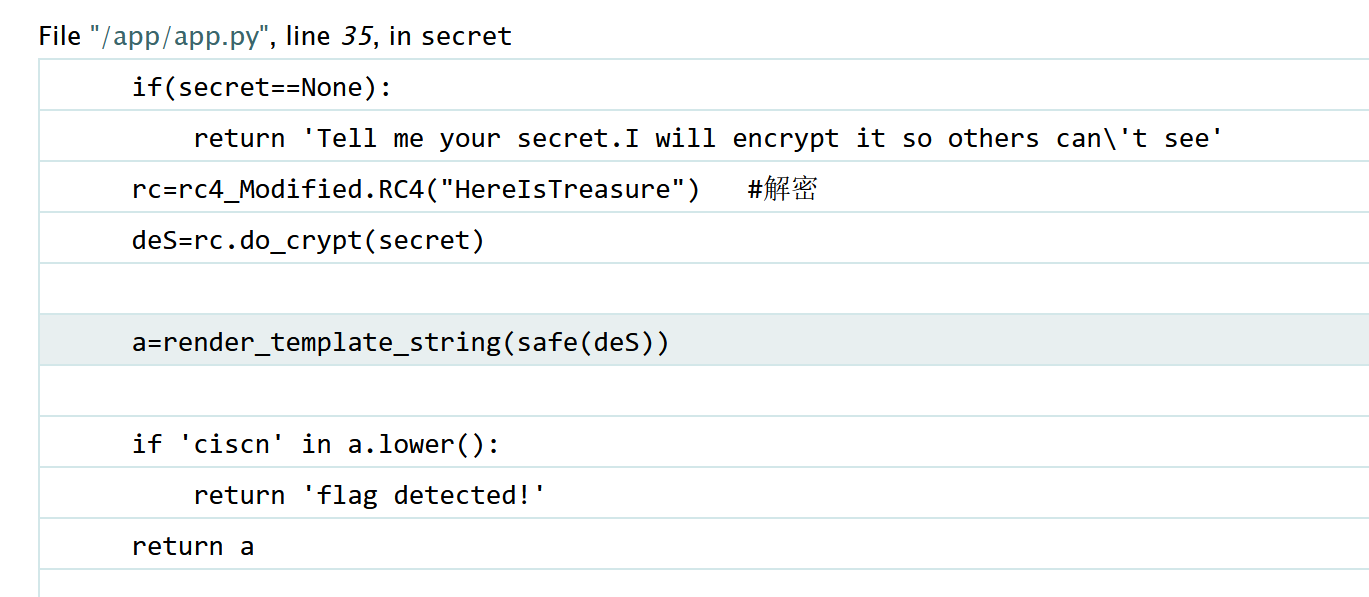 File "/app/app.py", line 35, in secret
if(secret==None):
return 'Tell me your secret.I will encrypt it so others can\'t see'
rc=rc4_Modified.RC4("HereIsTreasure")   #解密
deS=rc.do_crypt(secret)
a=render_template_string(safe(deS))
if 'ciscn' in a.lower():
return 'flag detected!'
return a